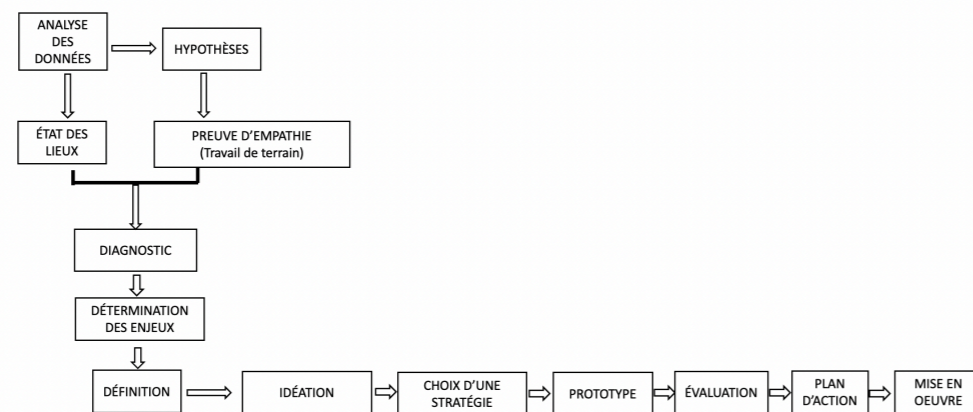 ANALYSE
DES
DONNÉES
HYPOTHÈSES
ÉTAT DES
LIEUX
PREUVE D'EMPATHIE
(Travail de terrain)
DIAGNOSTIC
DÉTERMINATION
DES ENJEUX
DÉFINITION
IDÉATION
CHOIX D'UNE
STRATÉGIE
PROTOTYPE
ÉVALUATION
PLAN
D'ACTION
MISE EN
OEUVRE